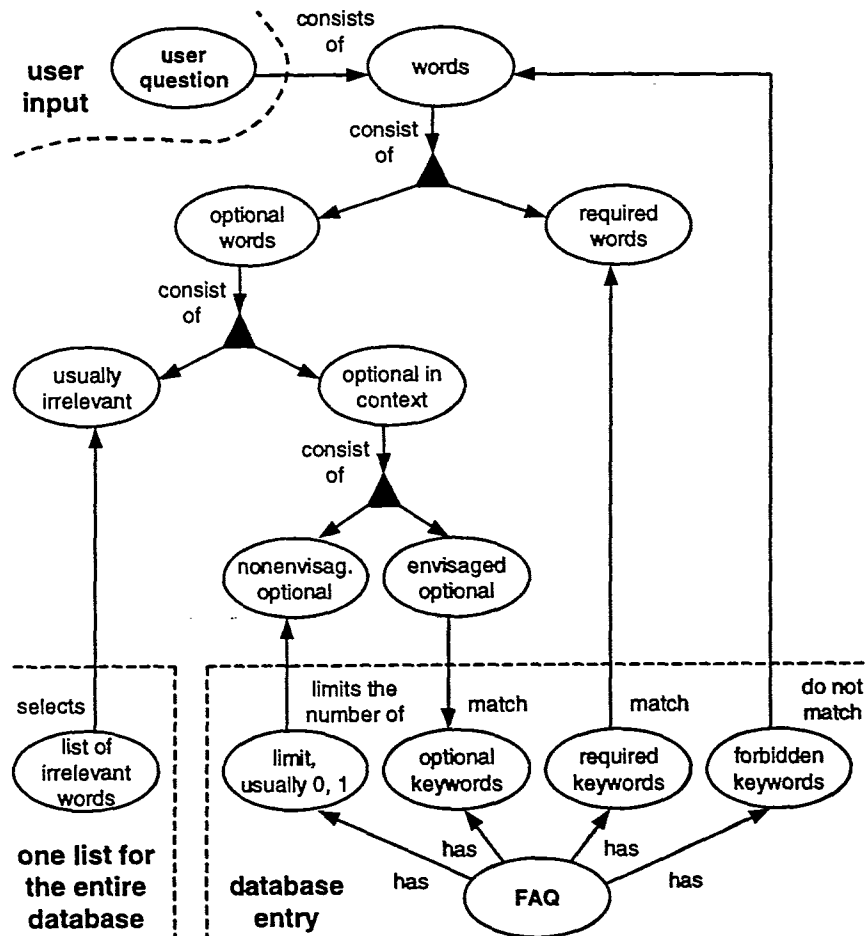 consists
of
user
question
words
user
input
consist
of
optional
words
required
words
consist
of
usually
irrelevant
optional in
context
consist
of
nonenvisag.
optional
envisaged
optional
selects
limits the
number of
match
match
do not
match
list of
irrelevant
words
limit,
usually 0, 1
optional
keywords
required
keywords
forbidden
keywords
one list for
the entire
database
database
entry
has
has
has
has
FAQ